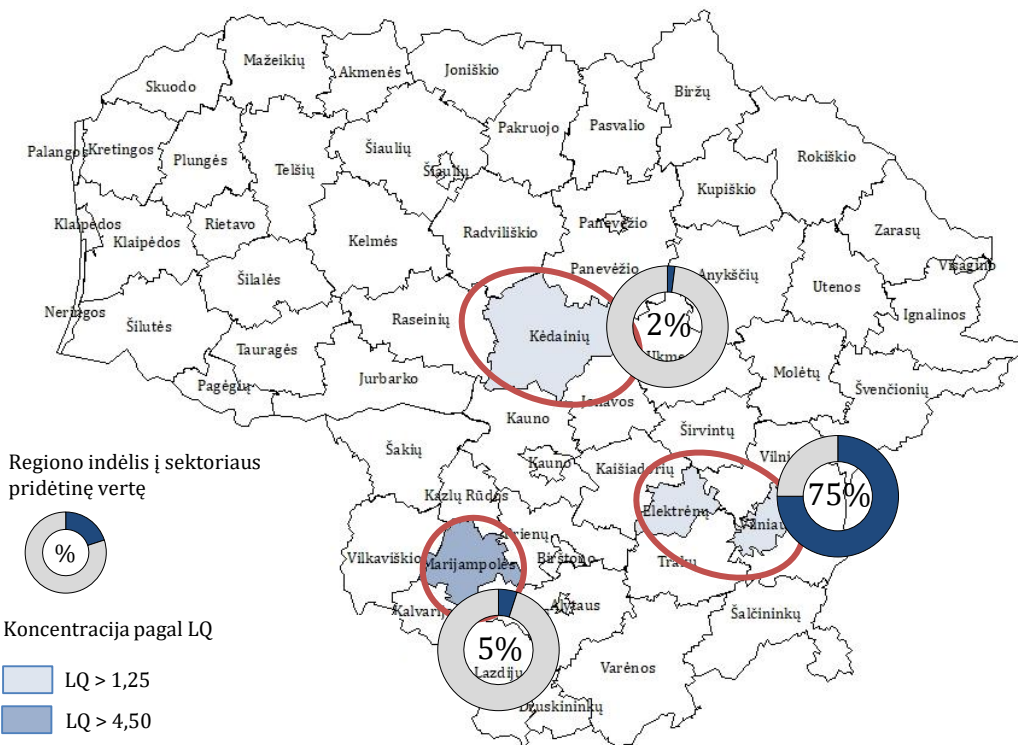 Mažeikių
Akmenės
Joniškio
Skuodo
Biržų
Pakruojo
Pasvalio
Palangos
Kretingos
Plungės
Telšių
Šiaulių
Šiaulių
Rokiškio
Kupiškio
Klaipėdos
Klaipėdos
Rietavo
Kelmės
Radviliškio
Panevėžio
Zarasų
Visagino
Panevėžio
Anykščių
Šilalės
Utenos
Neringos
Šilutės
Raseinių
Kėdainių
2%
Ignalinos
Tauragės
Molėtų
Pagėgių
Jurbarko
Švenčionių
Kauno
Jonavos
Širvintų
Šakių
Kauno
Kaišiadorių
Regiono indėlis į sektoriaus
pridėtinę vertę
%
Kazlų Rūdos
Elektrėnų
75%
Vilkaviškio
Marijampolės
Birštono
Alytaus
Šalčininkų
Koncentracija pagal LQ
5%
Varėnos
LQ > 1,25
Druskininkų
LQ > 4,50